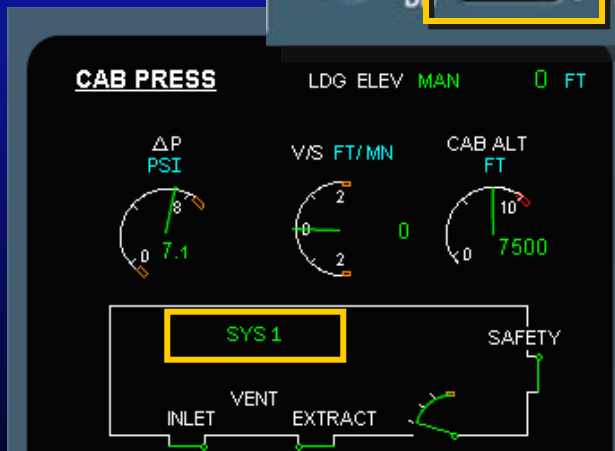 CAB PRESS LDG ELEV MAN 0 FT
ΔP
PSI
8
0
7.1
V/S FT/MN
2
0
2
0
CAB ALT
FT
10
0
7500
SYS 1
SAFETY
VENT
INLET EXTRACT